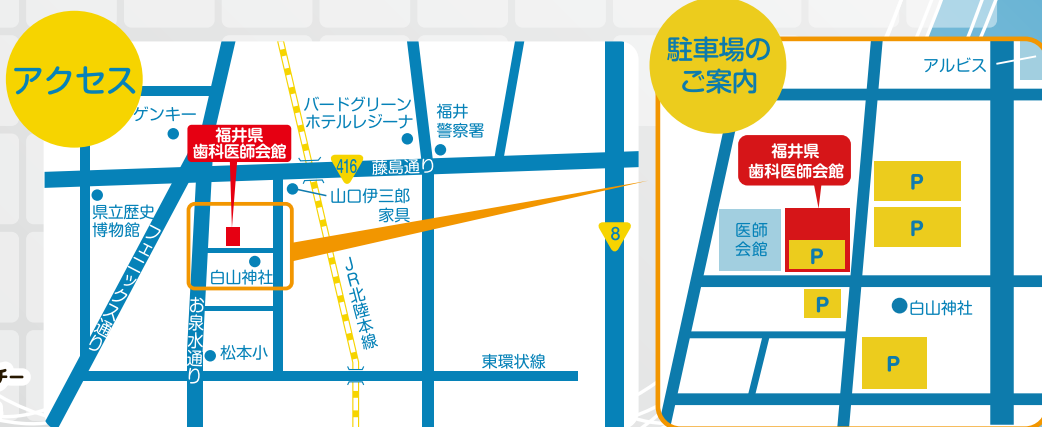 アクセス
ゲンキー
福井県
歯科医師会館
バードグリーン
ホテルレジーナ
福井
警察署
416
藤島通り
県立歴史
博物館
山口伊三郎
家具
8
フェニックス通り
白山神社
お泉水通り
JR北陸本線
松本小
東環状線
チー
駐車場の
ご案内
アルビス
福井県
歯科医師会館
医師
会館
P
P
P
P
白山神社
P